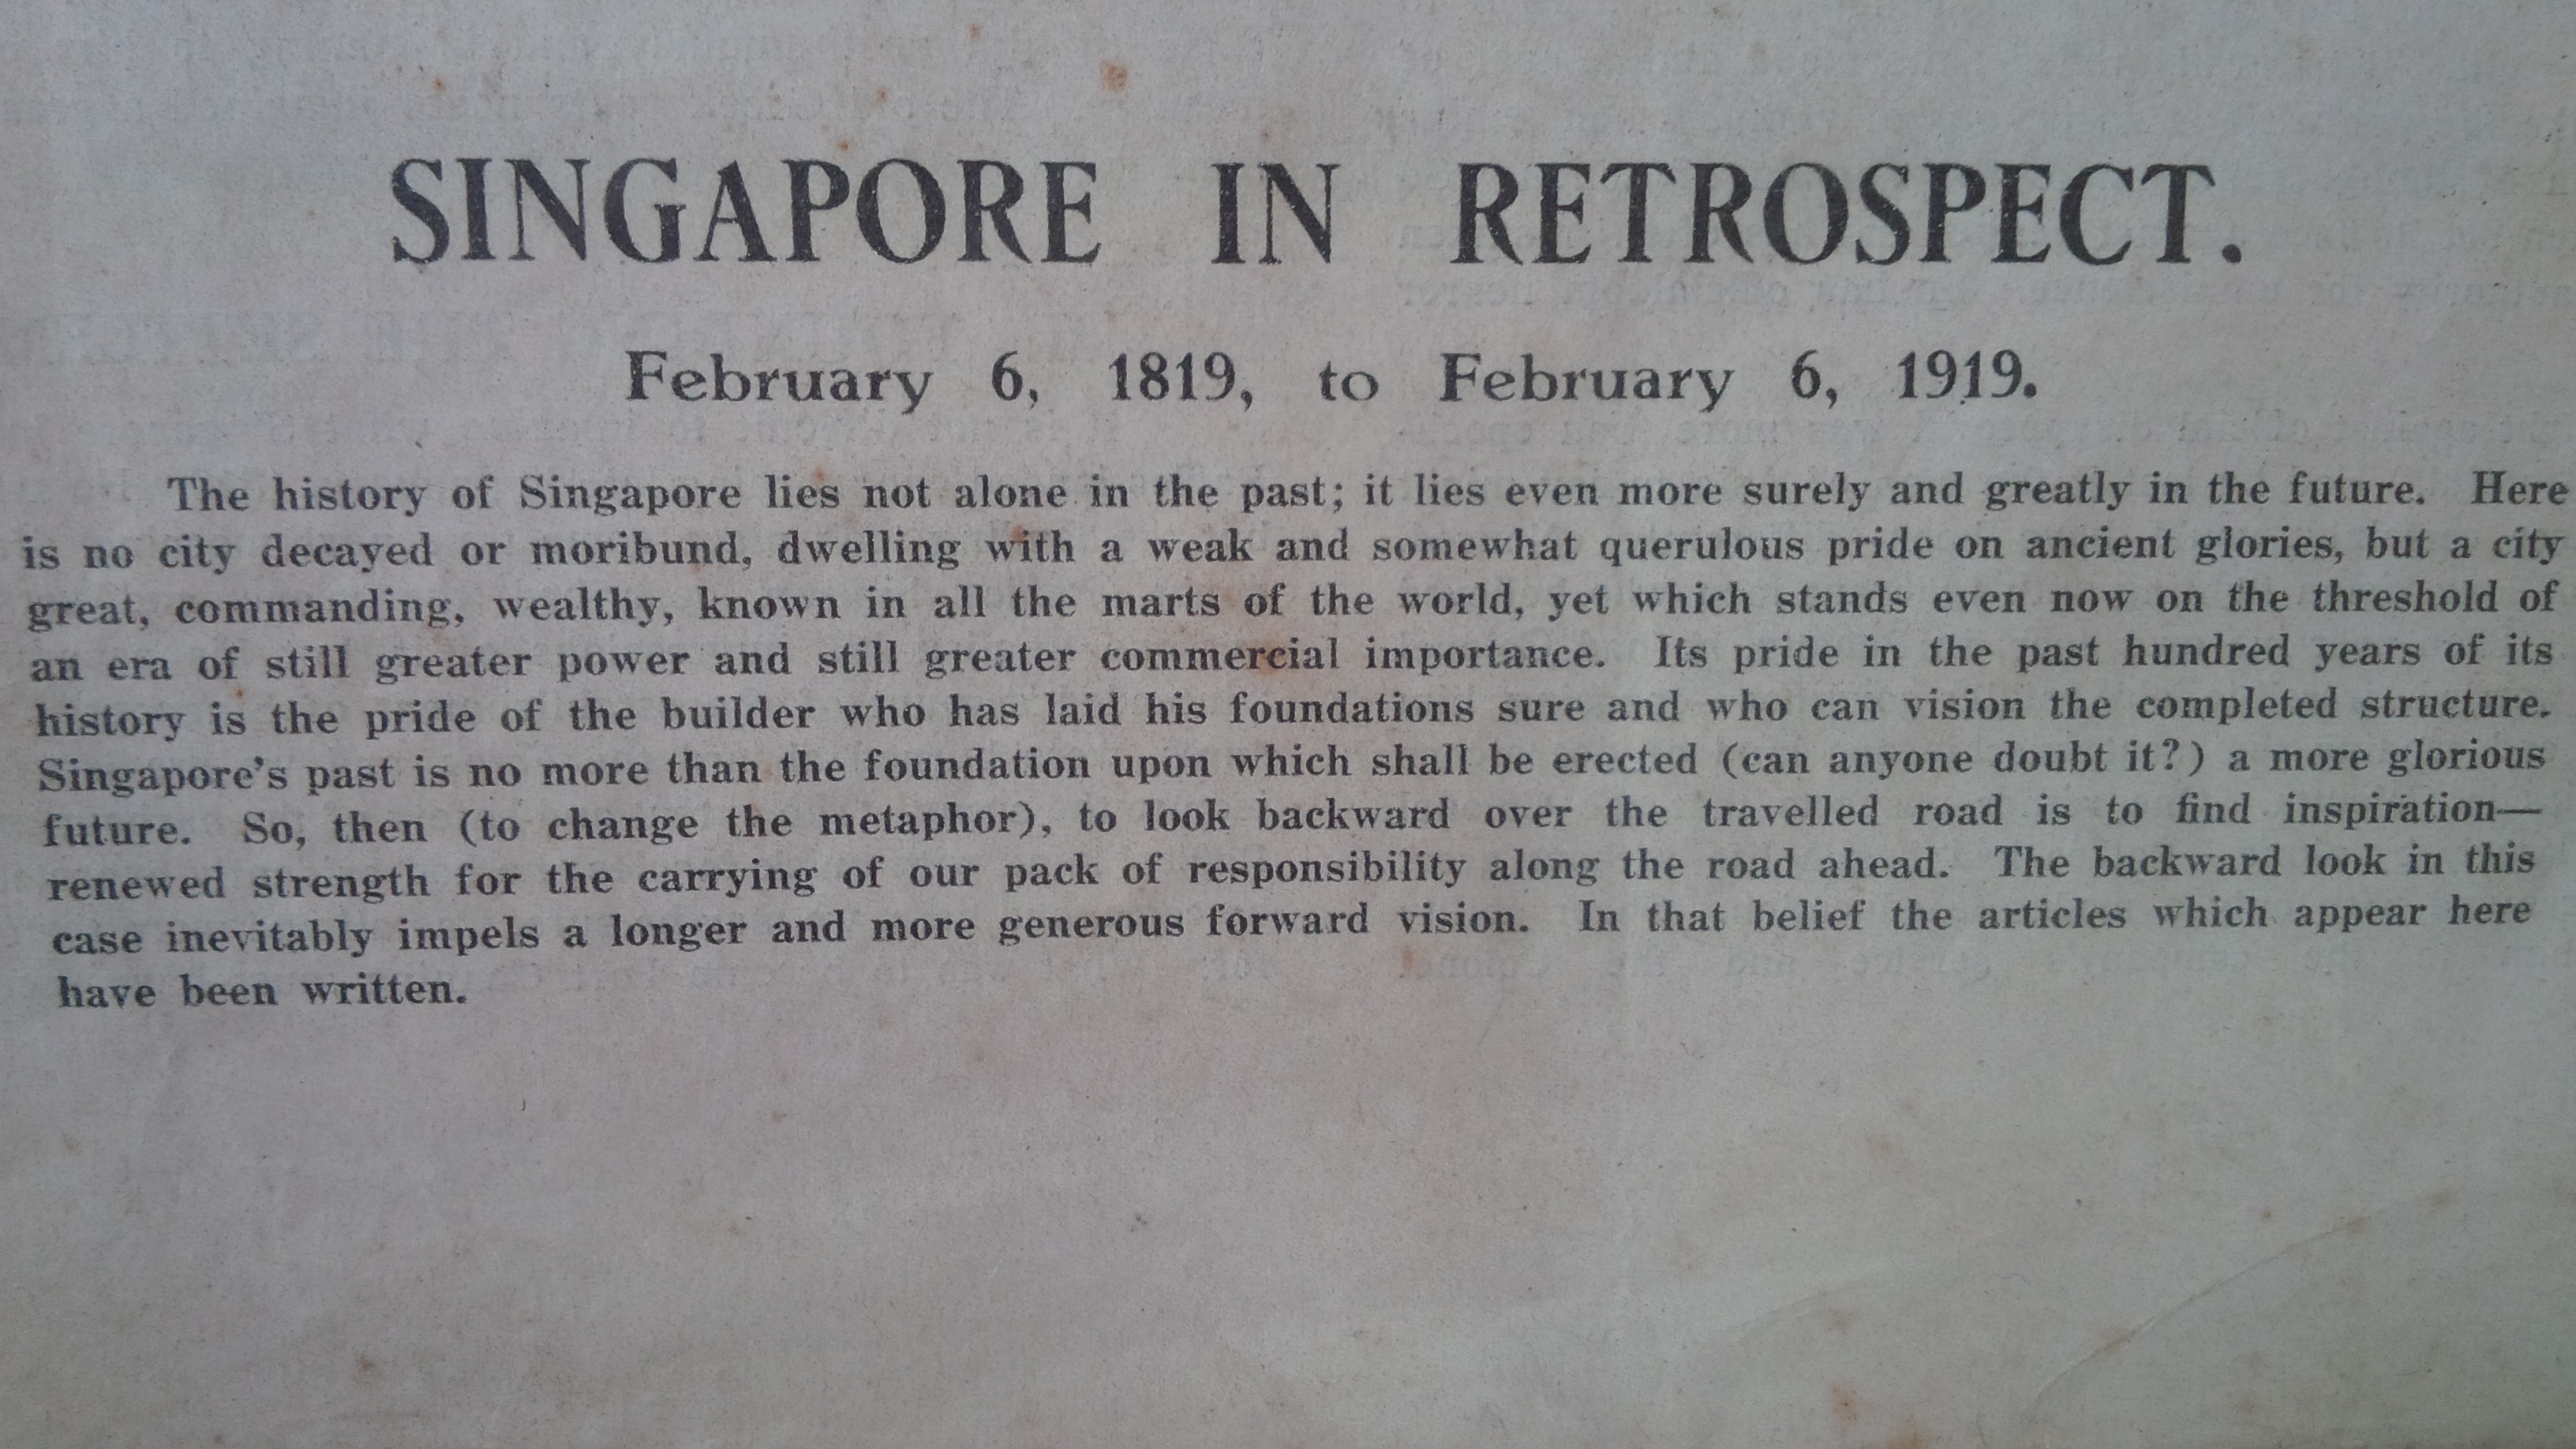 SINGAPORE IN RETROSPECT.
February 6, 1819, to February 6, 1919.
The history of Singapore lies not alone in the past; it lies even more surely and greatly in the future. Here
is no city decayed or moribund, dwelling with a weak and somewhat querulous pride on ancient glories, but a city
great, commanding, wealthy, known in all the marts of the world, yet which stands even now on the threshold of
an era of still greater power and still greater commercial importance. Its pride in the past hundred years of its
history is the pride of the builder who has laid his foundations sure and who can vision the completed structure.
Singapore's past is no more than the foundation upon which shall be erected (can anyone doubt it?) a more glorious
future. So, then (to change the metaphor), to look backward over the travelled road is to find inspiration—
renewed strength for the carrying of our pack of responsibility along the road ahead. The backward look in this
case inevitably impels a longer and more generous forward vision. In that belief the articles which appear here
have been written.